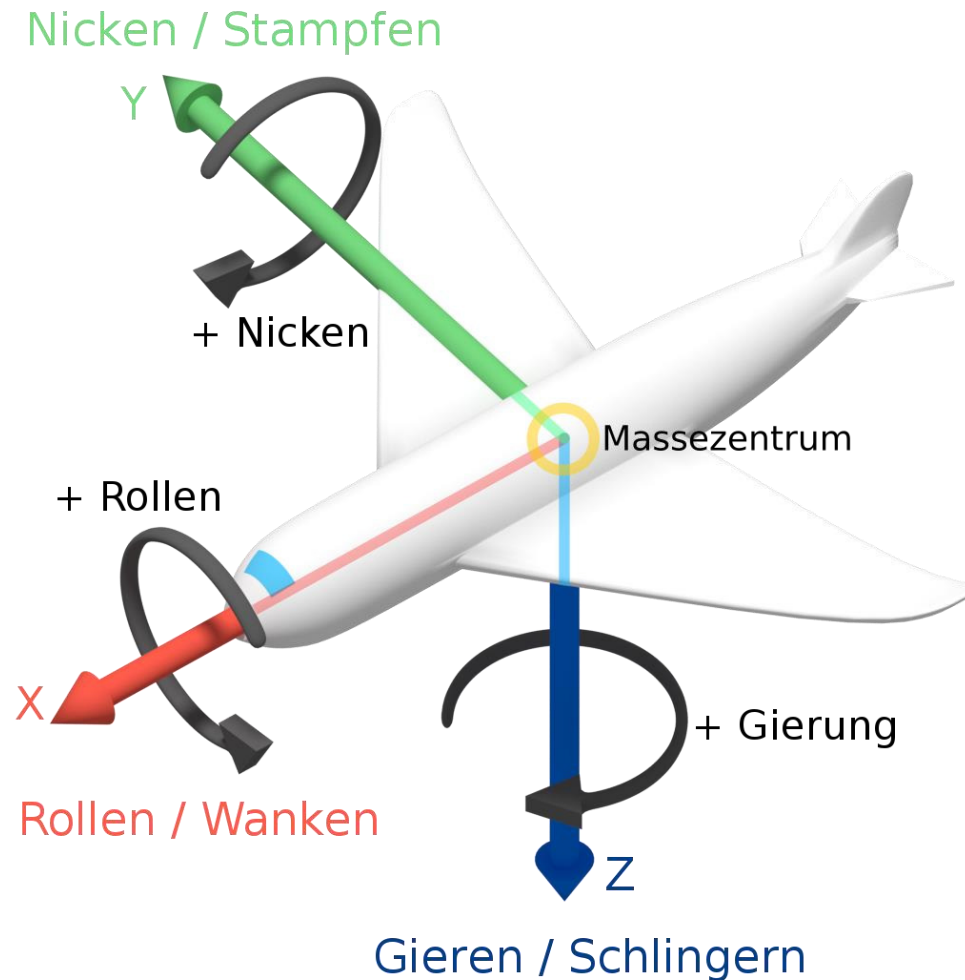 Nicken / Stampfen
Y
+ Nicken
Massezentrum
+ Rollen
X
+ Gierung
Rollen / Wanken
Z
Gieren / Schlingern